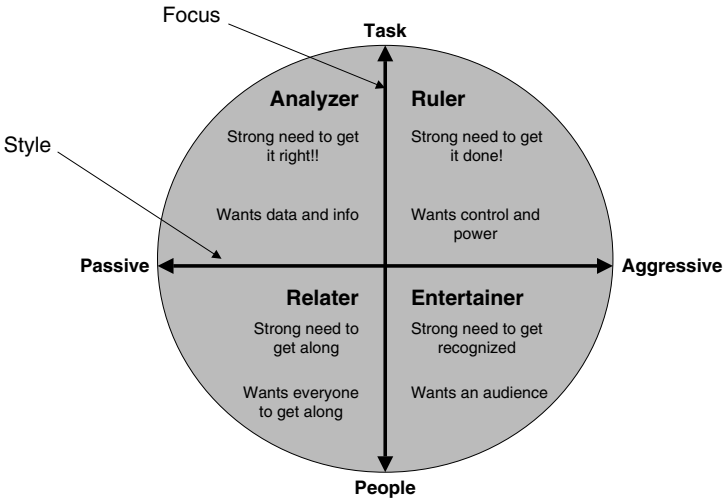 Focus
Task
Analyzer
Ruler
Strong need to get
it right!!
Strong need to get
it done!
Style
Wants data and info
Wants control and
power
Passive
Aggressive
Relater
Entertainer
Strong need to
get along
Strong need to get
recognized
Wants everyone
to get along
Wants an audience
People